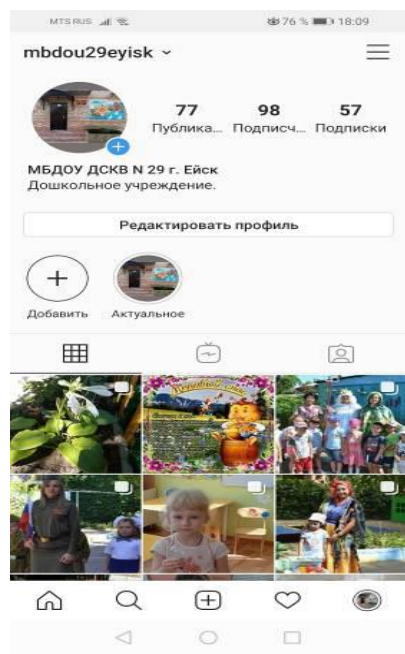 MTS RUS 76 % 18:09
mbdou29eyisk
77 98 57
Публика... Подписч... Подписки
МБДОУ ДСКВ N 29 г. Ейск
Дошкольное учреждение.
Редактировать профиль
Добавить Актуальное